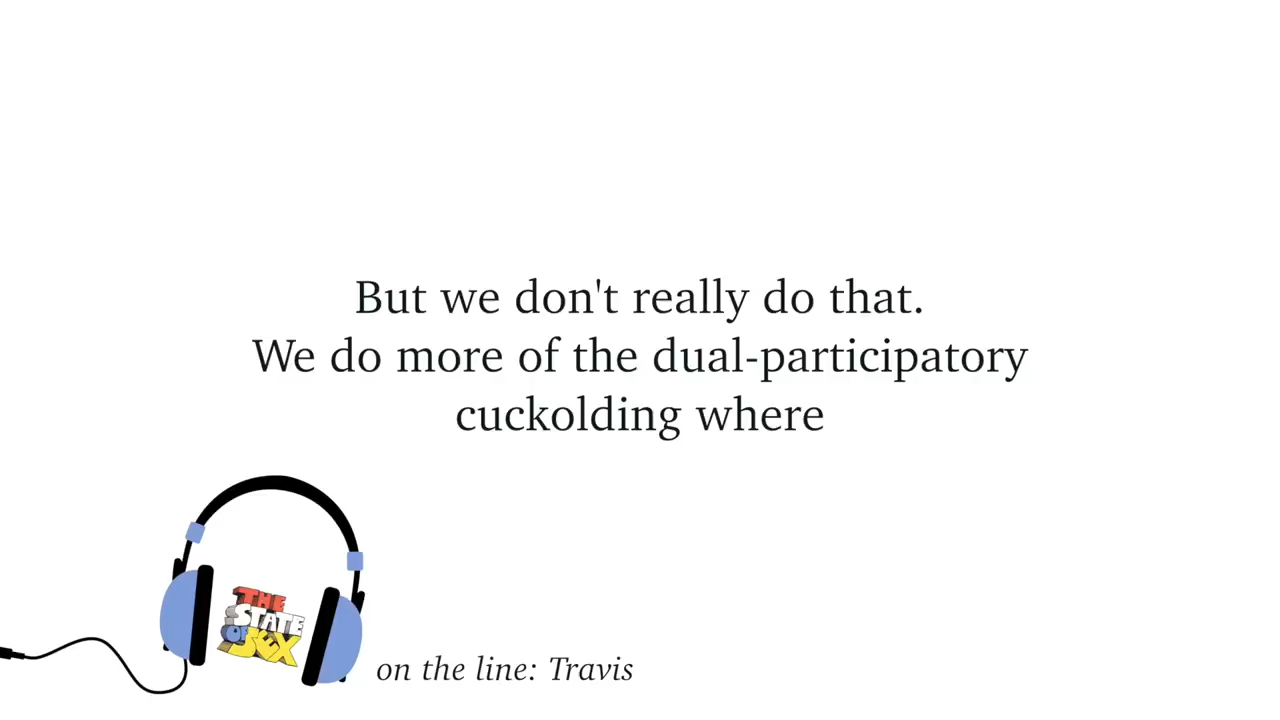 But we don't really do that.
We do more of the dual-participatory
cuckolding where
THE
STATE
OF SEX
on the line: Travis